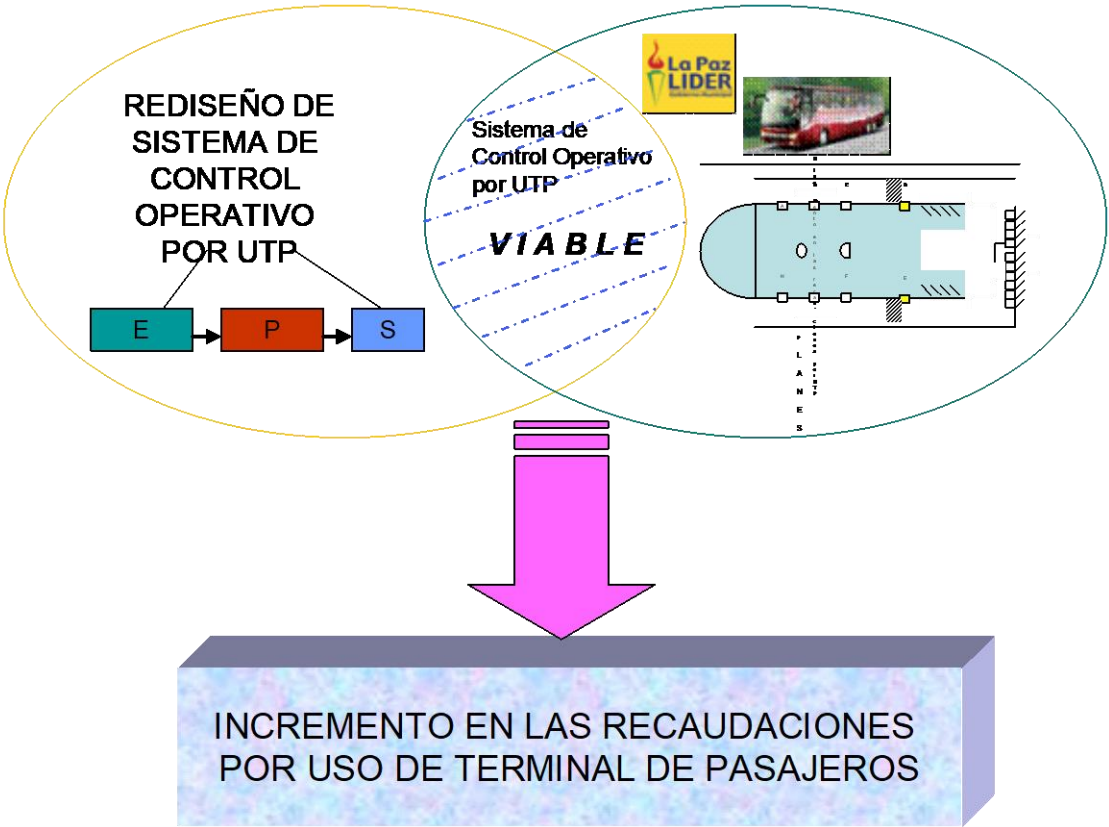 REDISEÑO DE
SISTEMA DE
CONTROL
OPERATIVO
POR UTP
E
P
S
Sistema de
Control Operativo
por UTP
VIABLE
La Paz
LIDER
PLANES
INCREMENTO EN LAS RECAUDACIONES
POR USO DE TERMINAL DE PASAJEROS